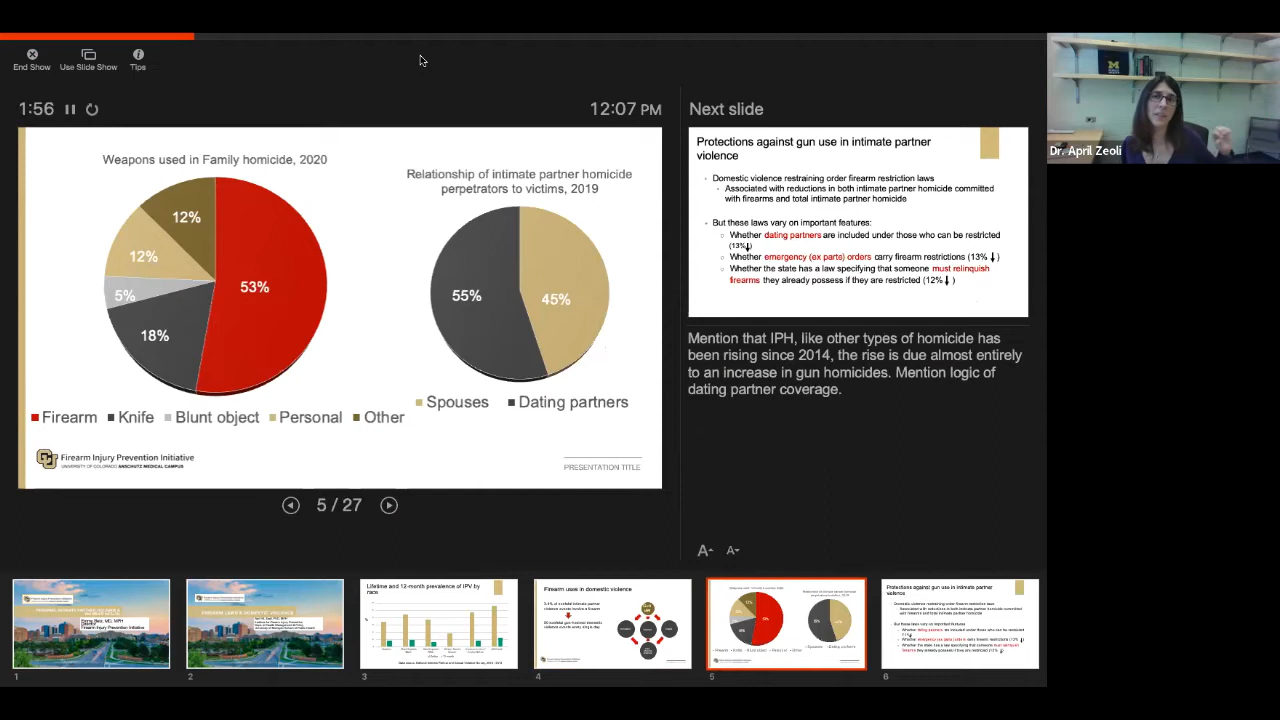 End Show
Use Slide Show
Tips
1:56
12:07 PM
Next slide
Dr. April Zeoli
Weapons used in Family homicide, 2020
12%
12%
5%
18%
53%
Firearm Knife Blunt object Personal Other
Relationship of intimate partner homicide
perpetrators to victims, 2019
55%
45%
Spouses Dating partners
Firearm Injury Prevention Initiative
UNIVERSITY OF COLORADO ANSCHUTZ MEDICAL CAMPUS
PRESENTATION TITLE
5 / 27
Protections against gun use in intimate partner
violence
Domestic violence restraining order firearm restriction laws
Associated with reductions in both intimate partner homicide committed
with firearms and total intimate partner homicide
But these laws vary on important features:
Whether dating partners are included under those who can be restricted
(13%↓)
Whether emergency (ex parts) orders carry firearm restrictions (13% ↓ )
Whether the state has a law specifying that someone must relinquish
firearms they already possess if they are restricted (12% ↓ )
Mention that IPH, like other types of homicide has
been rising since 2014, the rise is due almost entirely
to an increase in gun homicides. Mention logic of
dating partner coverage.
A A
Lifetime and 12-month prevalence of IPV by
race
Firearm uses in domestic violence
Protections against gun use in intimate partner
violence
1
2
3
4
5
6